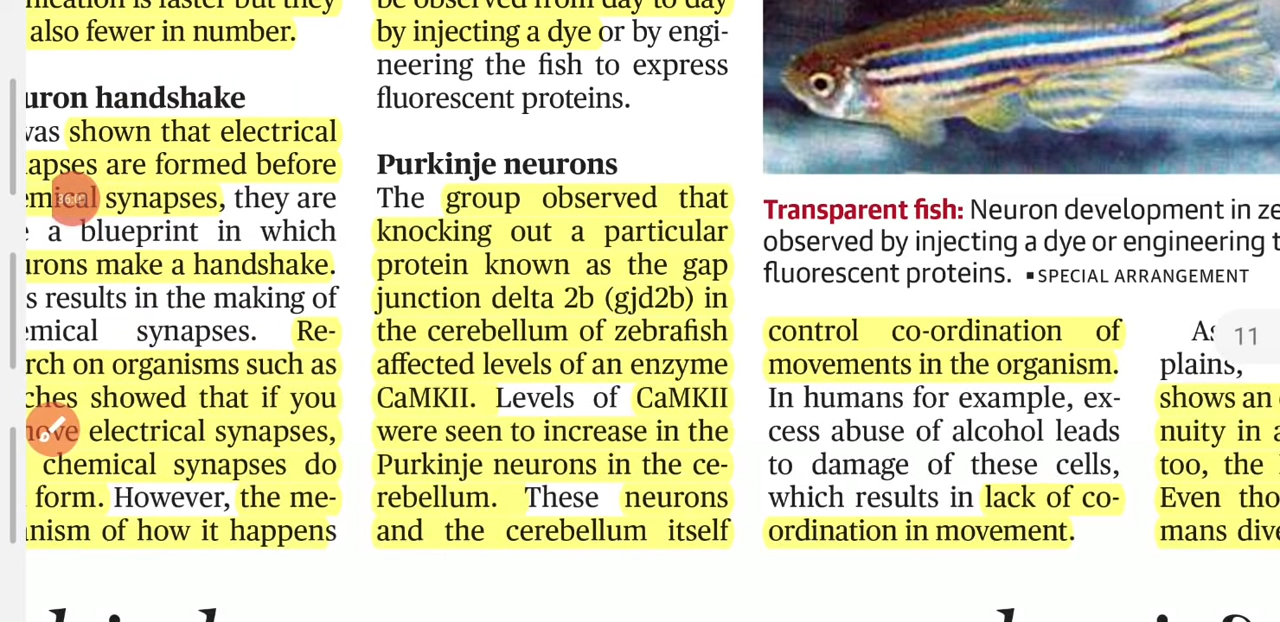 also fewer in number.
handshake
shown that electrical
are formed before
synapses, they are
a blueprint in which
make a handshake.
results in the making of
synapses. Re-
on organisms such as
showed that if you
electrical synapses,
chemical synapses do
form. However, the me-
of how it happens
be observed from day to day
by injecting a dye or by engi-
neering the fish to express
fluorescent proteins.
Purkinje neurons
The group observed that
knocking out a particular
protein known as the gap
junction delta 2b (gjd2b) in
the cerebellum of zebrafish
affected levels of an enzyme
CaMKII. Levels of CaMKII
were seen to increase in the
Purkinje neurons in the ce-
rebellum. These neurons
and the cerebellum itself
Transparent fish: Neuron development in ze
observed by injecting a dye or engineering t
fluorescent proteins. ▪ SPECIAL ARRANGEMENT
control co-ordination of
movements in the organism.
In humans for example, ex-
cess abuse of alcohol leads
to damage of these cells,
which results in lack of co-
ordination in movement.
As
plains,
shows an
nuity in a
too, the
Even tho
mans dive
11